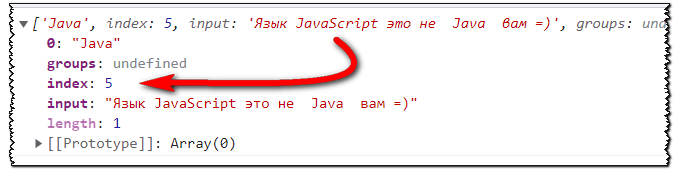 ▼['Java', index: 5, input: 'Язык JavaScript это не  Java  вам =)', groups: und
0: "Java"
groups: undefined
index: 5
input: "Язык JavaScript это не  Java  вам =)"
length: 1
▶[[Prototype]]: Array(0)